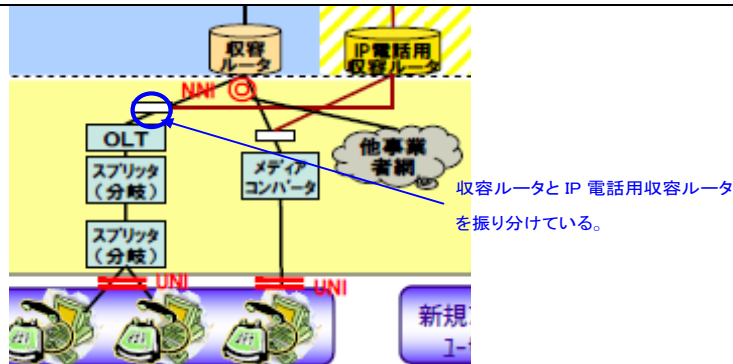 収容
ルータ
IP電話用
収容ルータ
NNI
OLT
スプリッタ
(分岐)
スプリッタ
(分岐)
メディア
コンバータ
他事業
者網
収容ルータと IP 電話用収容ルータ
を振り分けている。
UNI
UNI
新規
ユー